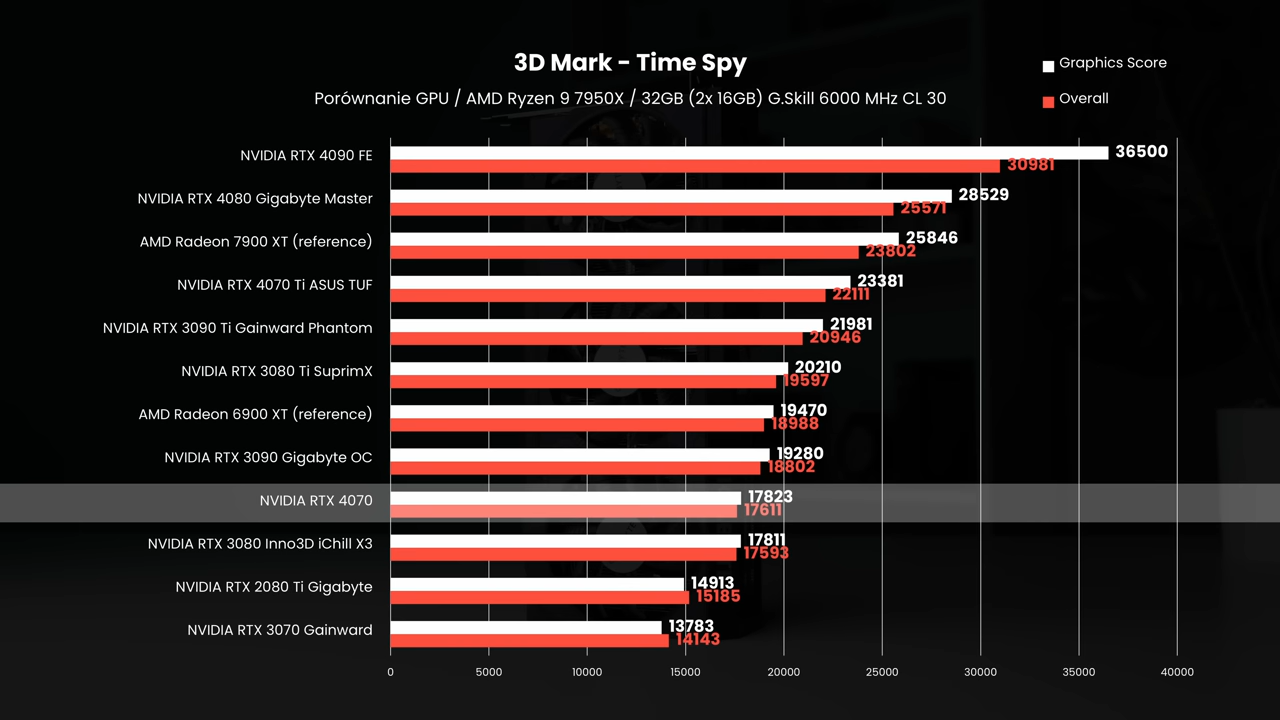 3D Mark - Time Spy
Porównanie GPU / AMD Ryzen 9 7950X / 32GB (2x 16GB) G.Skill 6000 MHz CL 30
Graphics Score
Overall
NVIDIA RTX 4090 FE
36500
30981
NVIDIA RTX 4080 Gigabyte Master
28529
25571
AMD Radeon 7900 XT (reference)
25846
23802
NVIDIA RTX 4070 Ti ASUS TUF
23381
22111
NVIDIA RTX 3090 Ti Gainward Phantom
21981
20946
NVIDIA RTX 3080 Ti SuprimX
20210
19597
AMD Radeon 6900 XT (reference)
19470
18988
NVIDIA RTX 3090 Gigabyte OC
19280
18802
NVIDIA RTX 4070
17823
17611
NVIDIA RTX 3080 Inno3D iChill X3
17811
17593
NVIDIA RTX 2080 Ti Gigabyte
14913
15185
NVIDIA RTX 3070 Gainward
13783
14143
0 5000 10000 15000 20000 25000 30000 35000 40000